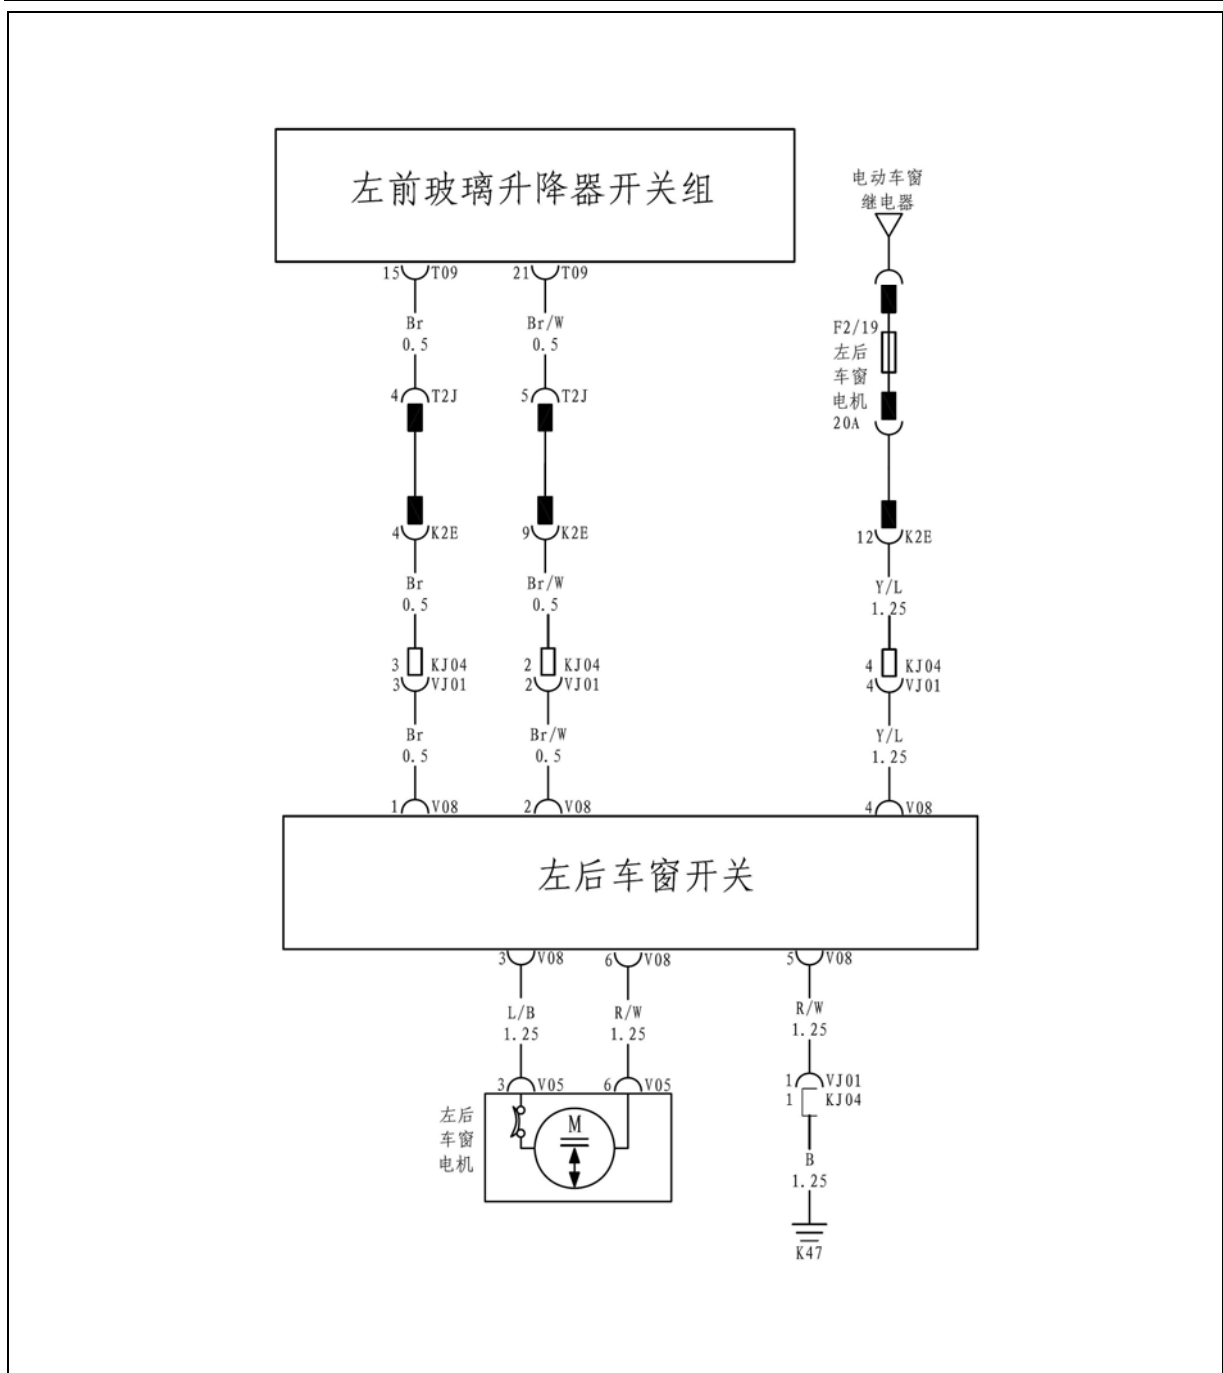 左前玻璃升降器开关组
电动车窗
继电器
15 T09
21 T09
Br
0.5
Br/W
0.5
F2/19
左后
车窗
电机
20A
4 T2J
5 T2J
4 K2E
9 K2E
12 K2E
Br
0.5
Br/W
0.5
Y/L
1.25
3 KJ04
3 VJ01
2 KJ04
2 VJ01
4 KJ04
4 VJ01
Br
0.5
Br/W
0.5
Y/L
1.25
1 V08
2 V08
4 V08
左后车窗开关
3 V08
6 V08
5 V08
L/B
1.25
R/W
1.25
R/W
1.25
3 V05
6 V05
1 VJ01
1 KJ04
左后
车窗
电机
M
B
1.25
K47